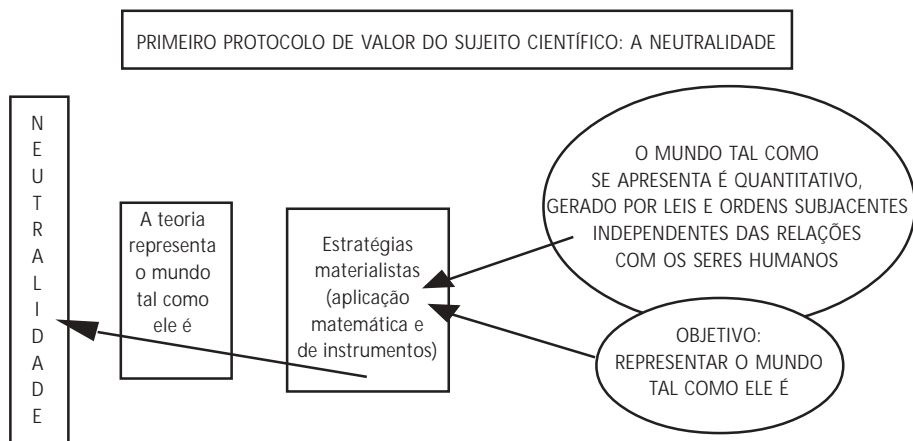 PRIMEIRO PROTOCOLO DE VALOR DO SUJEITO CIENTÍFICO: A NEUTRALIDADE
N
E
U
T
R
A
L
I
D
A
D
E
A teoria
representa
o mundo
tal como
ele é
Estratégias
materialistas
(aplicação
matemática e
de instrumentos)
O MUNDO TAL COMO
SE APRESENTA É QUANTITATIVO,
GERADO POR LEIS E ORDENS SUBJACENTES
INDEPENDENTES DAS RELAÇÕES
COM OS SERES HUMANOS
OBJETIVO:
REPRESENTAR O MUNDO
TAL COMO ELE É